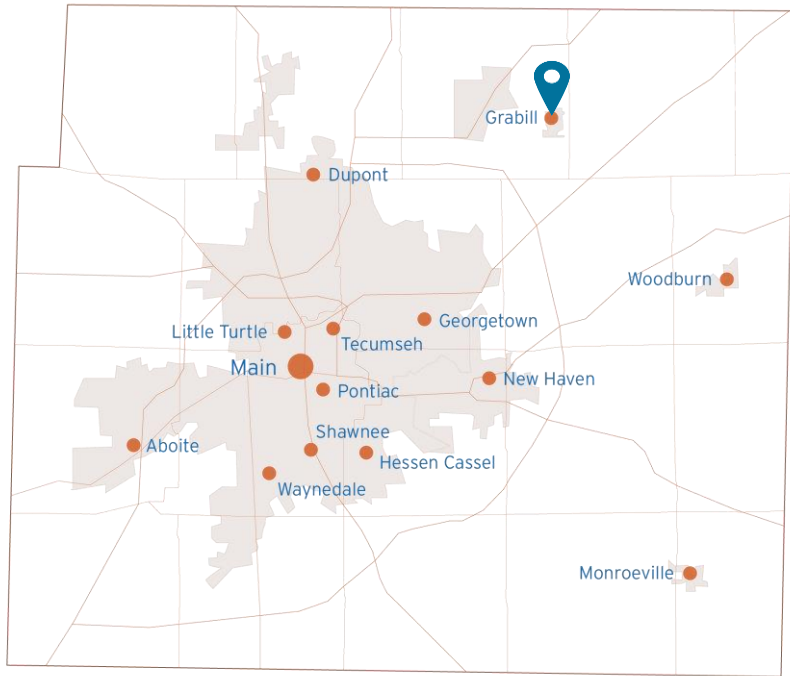 Grabill
Dupont
Woodburn
Georgetown
Little Turtle
Tecumseh
Main
New Haven
Pontiac
Shawnee
Aboite
Hessen Cassel
Waynedale
Monroeville